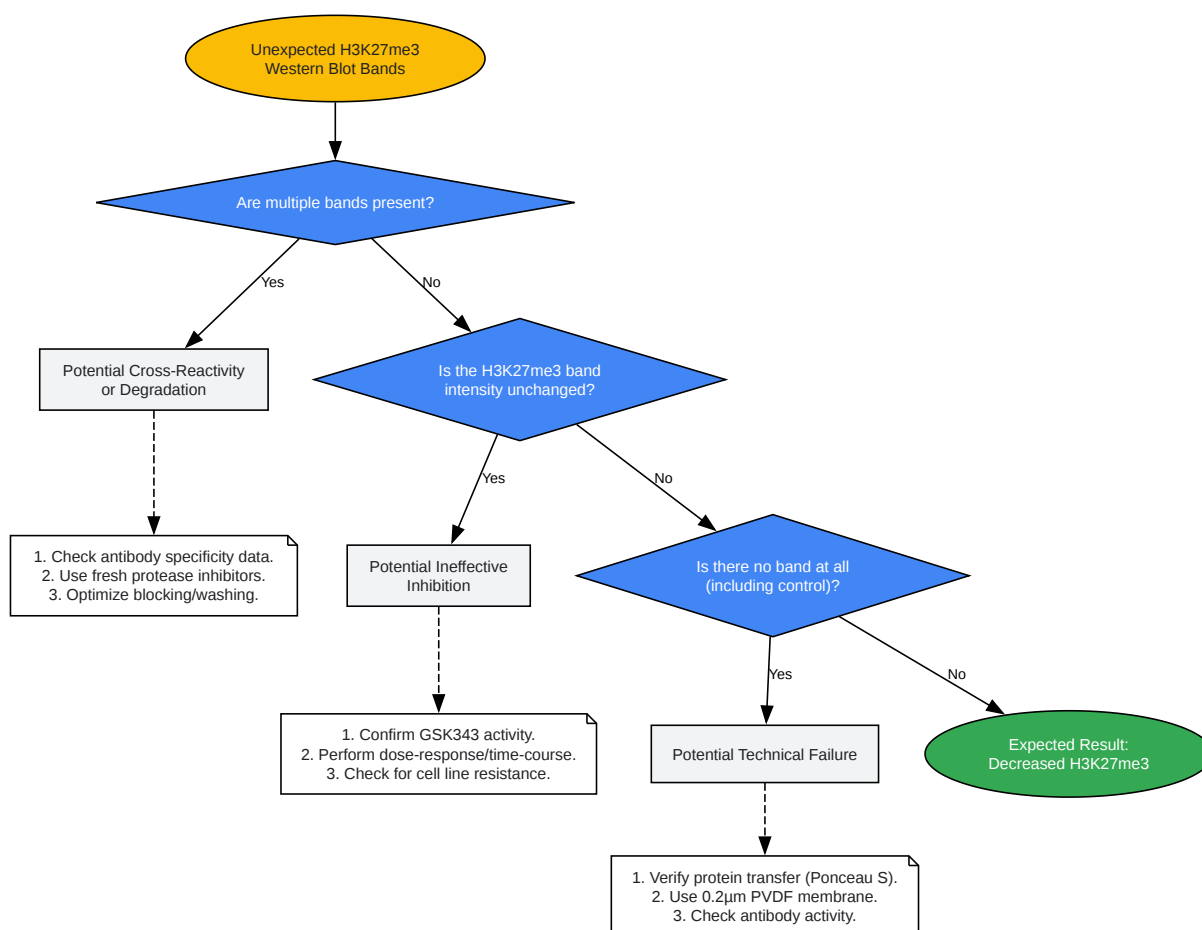 Unexpected H3K27me3
Western Blot Bands
Are multiple bands present?
Yes
No
Potential Cross-Reactivity
or Degradation
Is the H3K27me3 band
intensity unchanged?
1. Check antibody specificity data.
2. Use fresh protease inhibitors.
3. Optimize blocking/washing.
Yes
No
Potential Ineffective
Inhibition
Is there no band at all
(including control)?
1. Confirm GSK343 activity.
2. Perform dose-response/time-course.
3. Check for cell line resistance.
Yes
No
Potential Technical Failure
Expected Result:
Decreased H3K27me3
1. Verify protein transfer (Ponceau S).
2. Use 0.2µm PVDF membrane.
3. Check antibody activity.